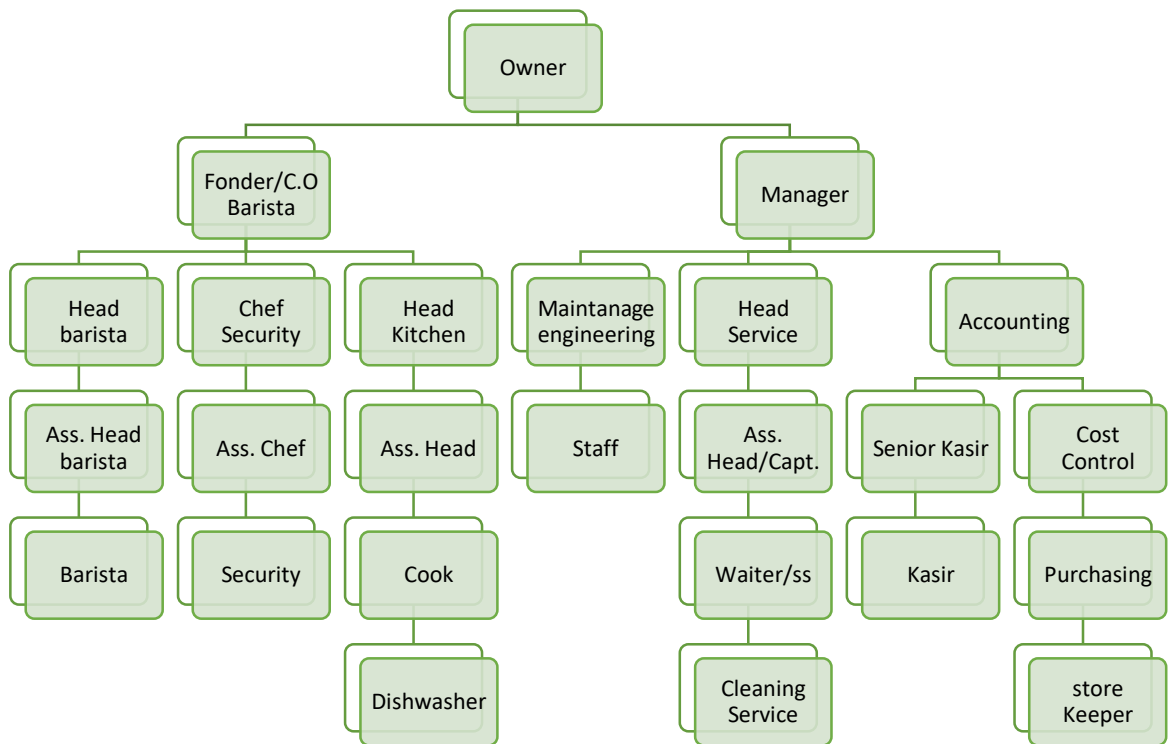 Owner
Fonder/C.O
Barista
Manager
Head
barista
Chef
Security
Head
Kitchen
Maintanage
engineering
Head
Service
Accounting
Ass. Head
barista
Ass. Chef
Ass. Head
Staff
Ass.
Head/Capt.
Senior Kasir
Cost
Control
Barista
Security
Cook
Waiter/ss
Kasir
Purchasing
Dishwasher
Cleaning
Service
store
Keeper